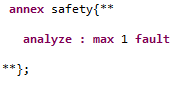 annex safety{**
analyze : max 1 fault
**};